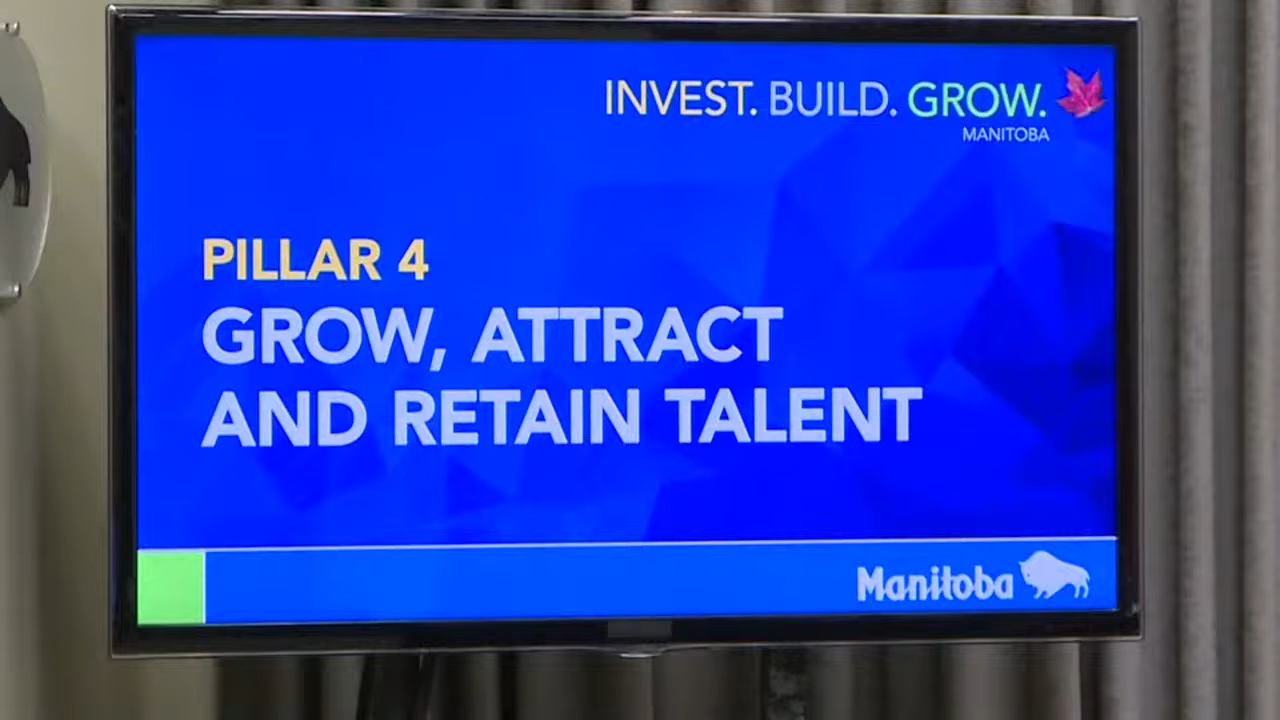 INVEST. BUILD. GROW.
MANITOBA
PILLAR 4
GROW, ATTRACT
AND RETAIN TALENT
Manitoba